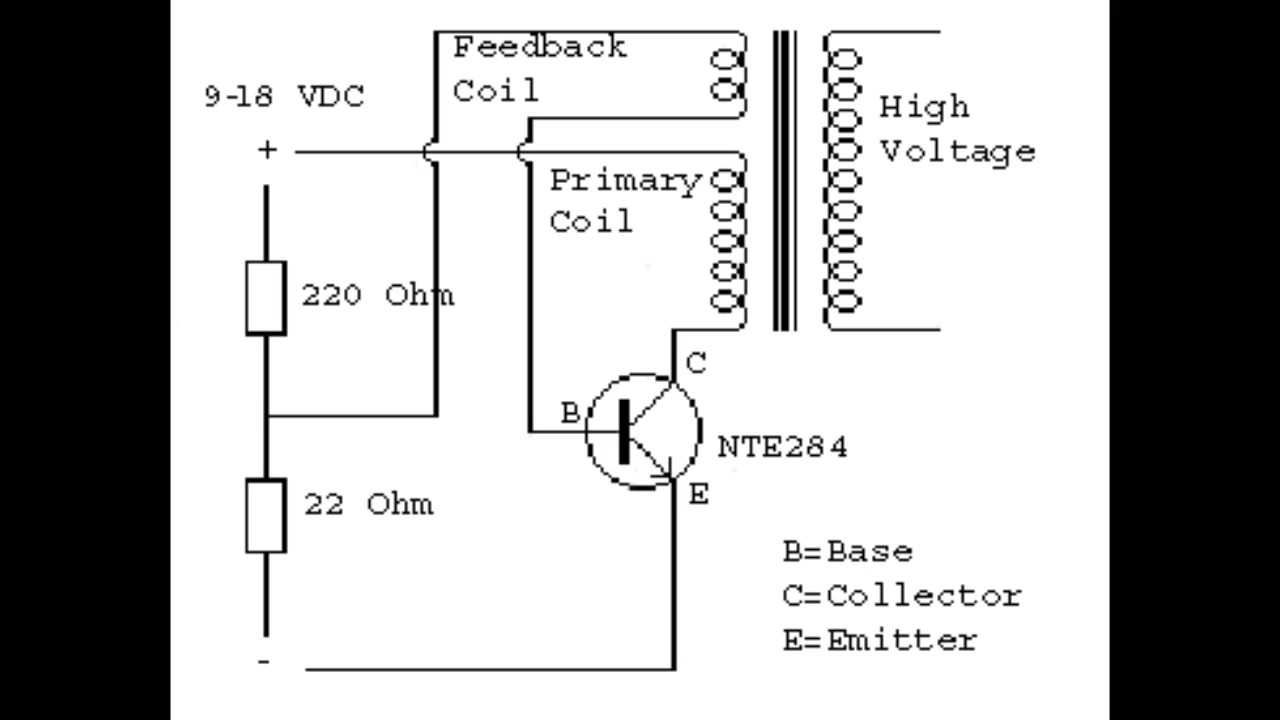 Feedback
Coil
9-18 VDC
+
High
Voltage
Primary
Coil
220 Ohm
C
B
NTE284
E
22 Ohm
B=Base
C=Collector
E=Emitter
-